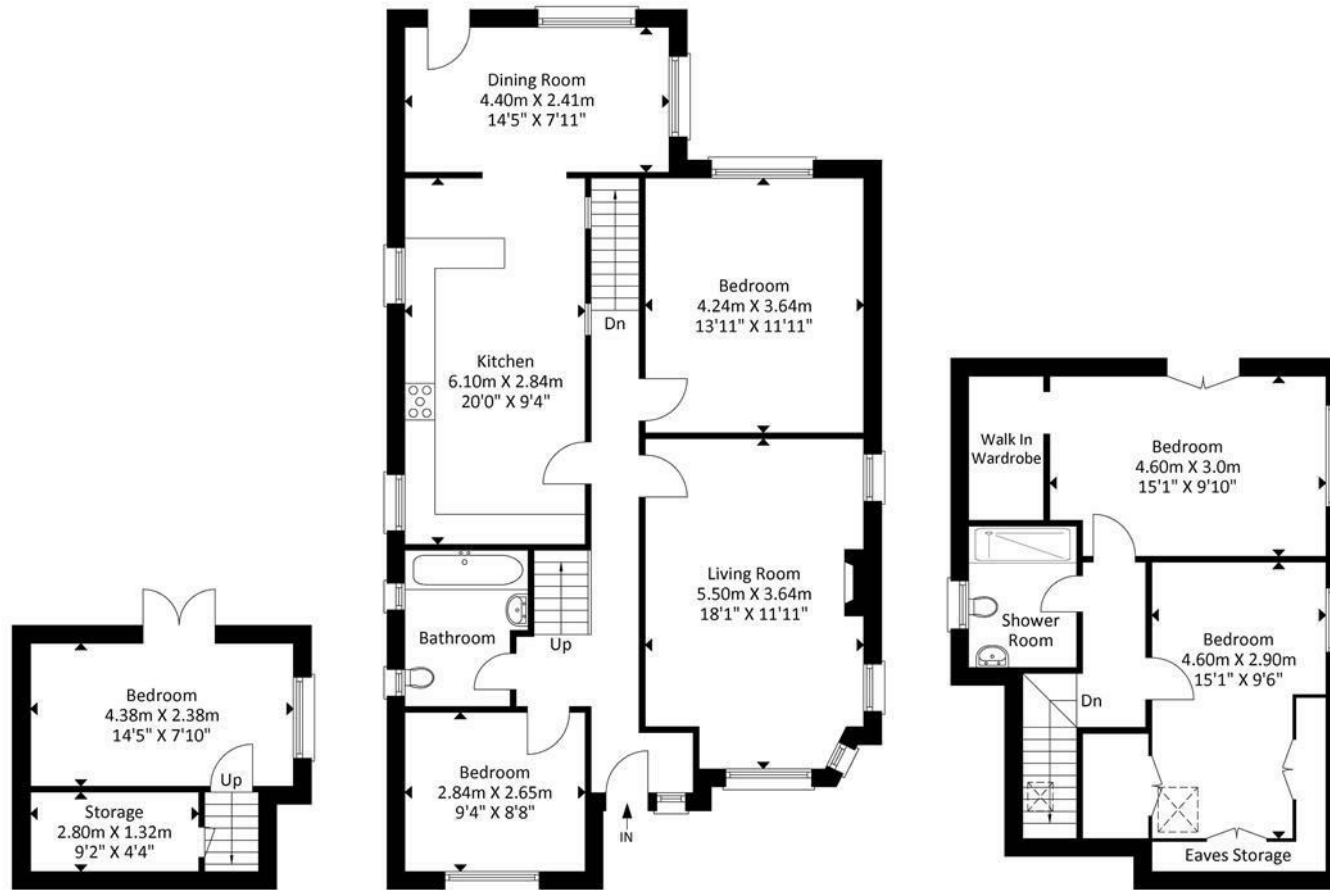 Bedroom
4.38m X 2.38m
14'5" X 7'10"
Up
Storage
2.80m X 1.32m
9'2" X 4'4"
Dining Room
4.40m X 2.41m
14'5" X 7'11"
Bedroom
4.24m X 3.64m
13'11" X 11'11"
Dn
Kitchen
6.10m X 2.84m
20'0" X 9'4"
Living Room
5.50m X 3.64m
18'1" X 11'11"
Bathroom
Up
Bedroom
2.84m X 2.65m
9'4" X 8'8"
IN
Walk In
Wardrobe
Bedroom
4.60m X 3.0m
15'1" X 9'10"
Shower
Room
Bedroom
4.60m X 2.90m
15'1" X 9'6"
Dn
Eaves Storage